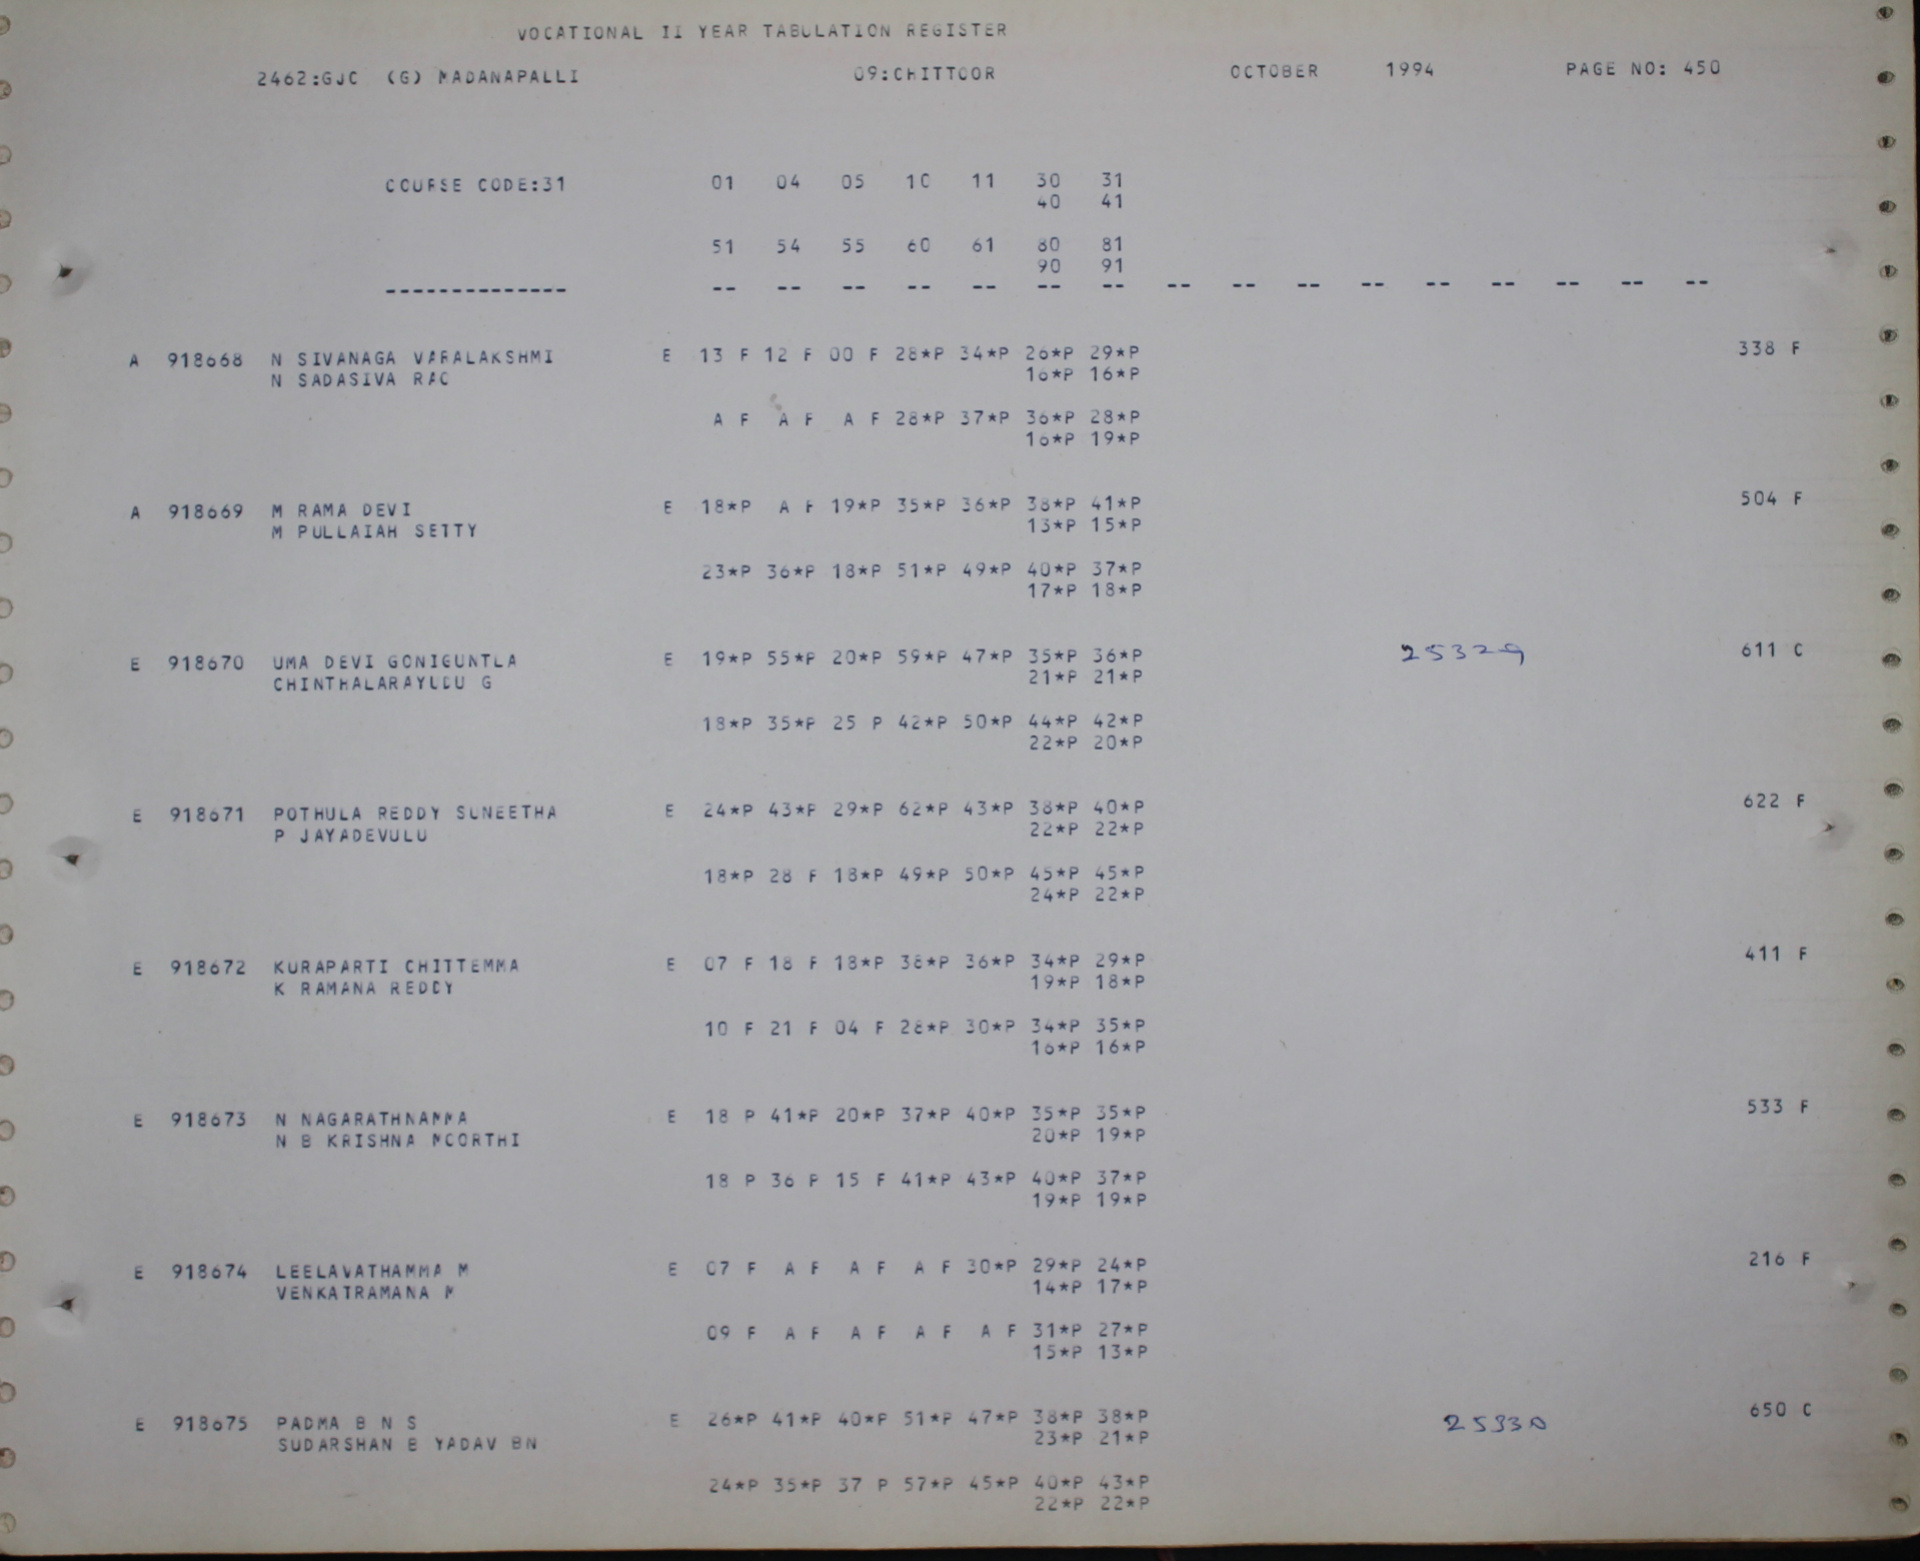 VOCATIONAL II YEAR TABULATION REGISTER
2462:GJC (G) MADANAPALLI 09:CHITTOOR OCTOBER 1994 PAGE NO: 450
COURSE CODE:31 01 04 05 10 11 30 31
40 41
51 54 55 60 61 80 81
90 91
-------------- -- -- -- -- -- -- -- -- -- -- -- -- -- -- -- --
A 918668 N SIVANAGA VARALAKSHMI E 13 F 12 F 00 F 28*P 34*P 26*P 29*P 338 F
N SADASIVA RAO 16*P 16*P
A F A F A F 28*P 37*P 36*P 28*P
16*P 19*P
A 918669 M RAMA DEVI E 18*P A F 19*P 35*P 36*P 38*P 41*P 504 F
M PULLAIAH SETTY 13*P 15*P
23*P 36*P 18*P 51*P 49*P 40*P 37*P
17*P 18*P
E 918670 UMA DEVI GONIGUNTLA E 19*P 55*P 20*P 59*P 47*P 35*P 36*P 25329 611 C
CHINTHALARAYUDU G 21*P 21*P
18*P 35*P 25 P 42*P 50*P 44*P 42*P
22*P 20*P
E 918671 POTHULA REDDY SUNEETHA E 24*P 43*P 29*P 62*P 43*P 38*P 40*P 622 F
P JAYADEVULU 22*P 22*P
18*P 28 F 18*P 49*P 50*P 45*P 45*P
24*P 22*P
E 918672 KURAPARTI CHITTEMMA E 07 F 18 F 18*P 38*P 36*P 34*P 29*P 411 F
K RAMANA REDDY 19*P 18*P
10 F 21 F 04 F 28*P 30*P 34*P 35*P
16*P 16*P
E 918673 N NAGARATHNAMMA E 18 P 41*P 20*P 37*P 40*P 35*P 35*P 533 F
N B KRISHNA MOORTHI 20*P 19*P
18 P 36 P 15 F 41*P 43*P 40*P 37*P
19*P 19*P
E 918674 LEELAVATHAMMA M E 07 F A F A F A F 30*P 29*P 24*P 216 F
VENKATRAMANA M 14*P 17*P
09 F A F A F A F A F 31*P 27*P
15*P 13*P
E 918675 PADMA B N S E 26*P 41*P 40*P 51*P 47*P 38*P 38*P 25330 650 C
SUDARSHAN B YADAV BN 23*P 21*P
24*P 35*P 37 P 57*P 45*P 40*P 43*P
22*P 22*P